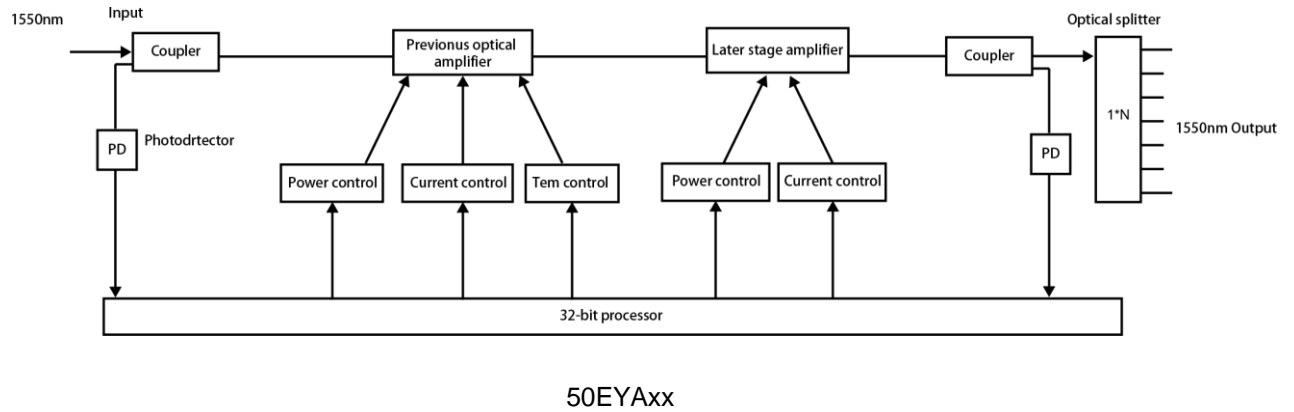 1550nm
Input
Coupler
Previonus optical
amplifier
Later stage amplifier
Coupler
Optical splitter
1*N
1550nm Output
PD
Photodrtector
PD
Power control
Current control
Tem control
Power control
Current control
32-bit processor
50EYAxx